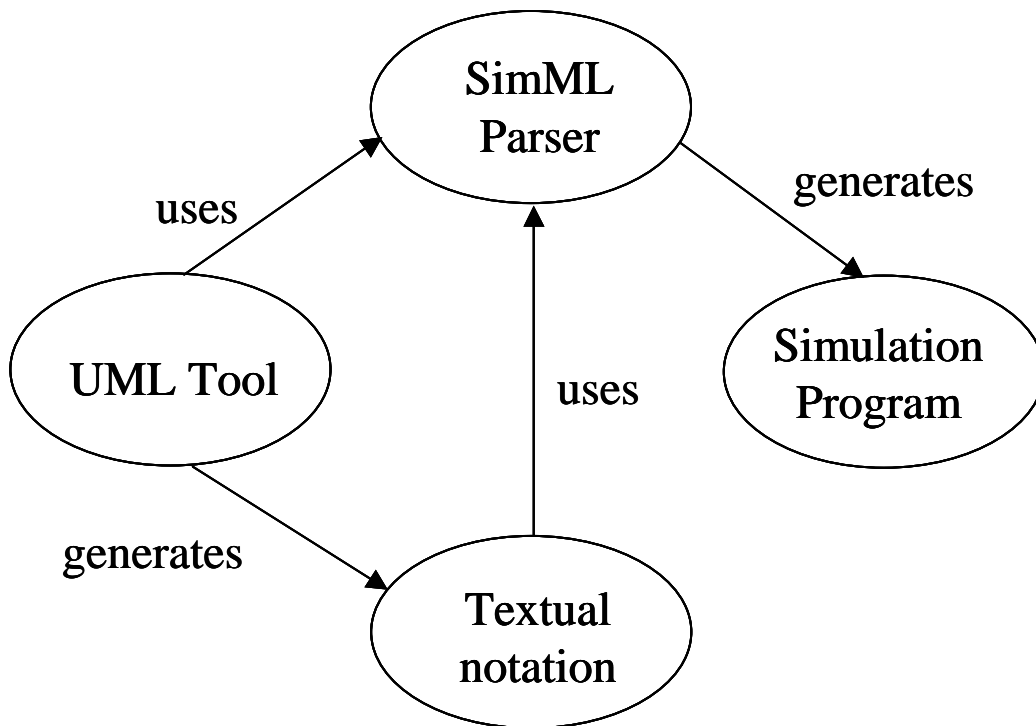 SimML
Parser
generates
uses
UML Tool
Simulation
Program
uses
generates
Textual
notation